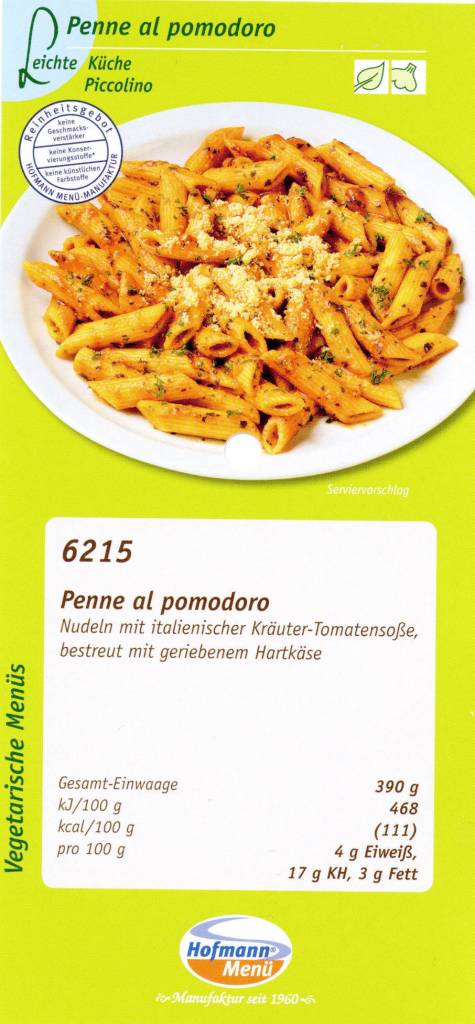 Penne al pomodoro
Leichte Küche
Piccolino
Reinheitsgebot
keine
Geschmacks-
verstärker
keine Konser-
vierungsstoffe*
keine künstlichen
Farbstoffe
HOFMANN MENÜ-MANUFAKTUR
Serviervorschlag
6215
Penne al pomodoro
Nudeln mit italienischer Kräuter-Tomatensoße,
bestreut mit geriebenem Hartkäse
Vegetarische Menüs
Gesamt-Einwaage 390 g
kJ/100 g 468
kcal/100 g (111)
pro 100 g 4 g Eiweiß,
17 g KH, 3 g Fett
Hofmann®
Menü
Manufaktur seit 1960